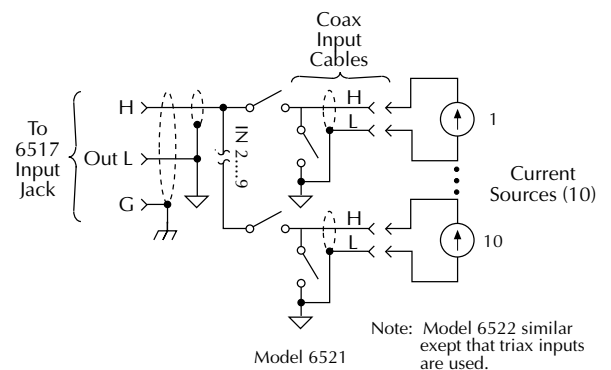 Coax
Input
Cables
H
H
L
1
To
6517
Input
Jack
Out L
IN 2....9
G
Current
Sources (10)
H
L
10
Model 6521
Note: Model 6522 similar
exept that triax inputs
are used.